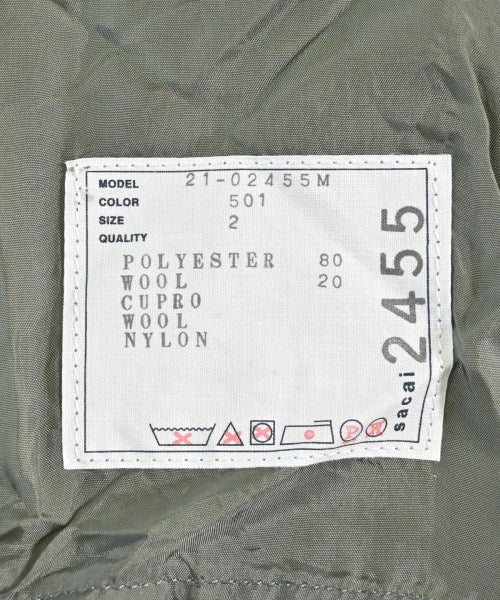 MODEL 21-02455M
COLOR 501
SIZE 2
QUALITY
POLYESTER 80
WOOL 20
CUPRO
WOOL
NYLON
sacai 2455
A